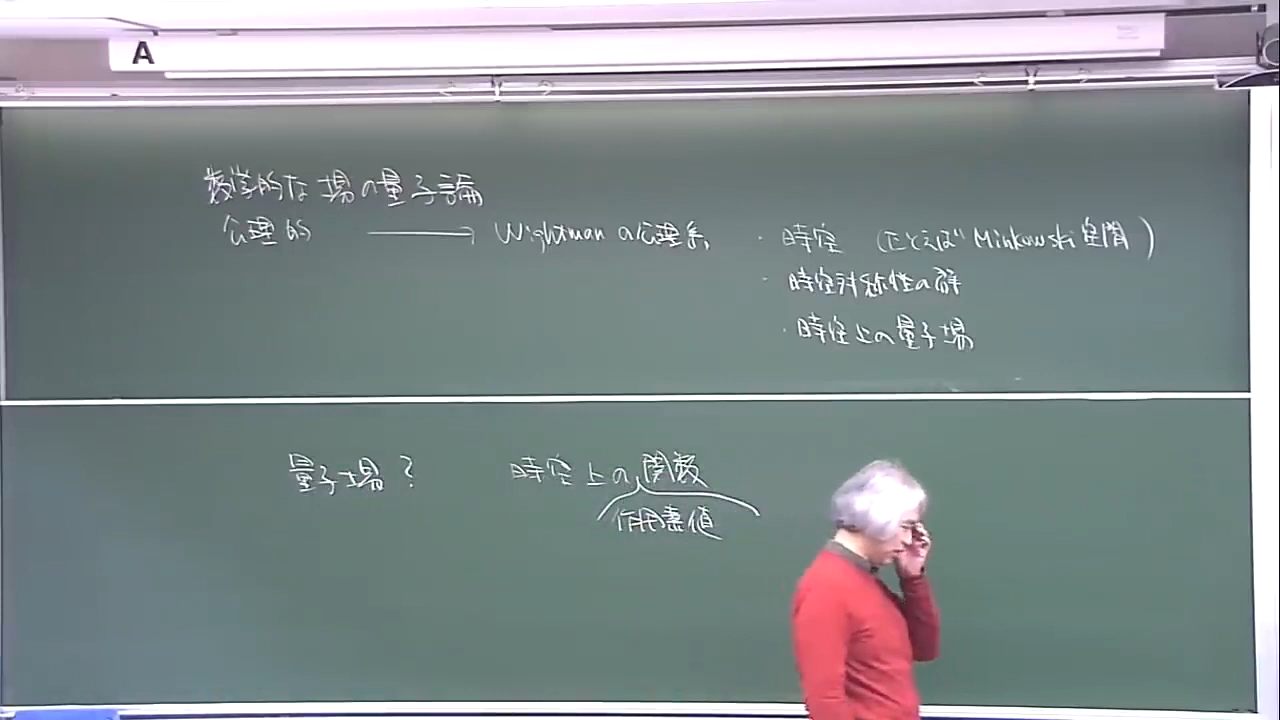 A
数学的な場の量子論
公理的 → Wightmanの公理系 ・時空 (たとえば Minkowski空間)
・時空対称性の群
・時空上の量子場
量子場? 時空上の関数
作用素値